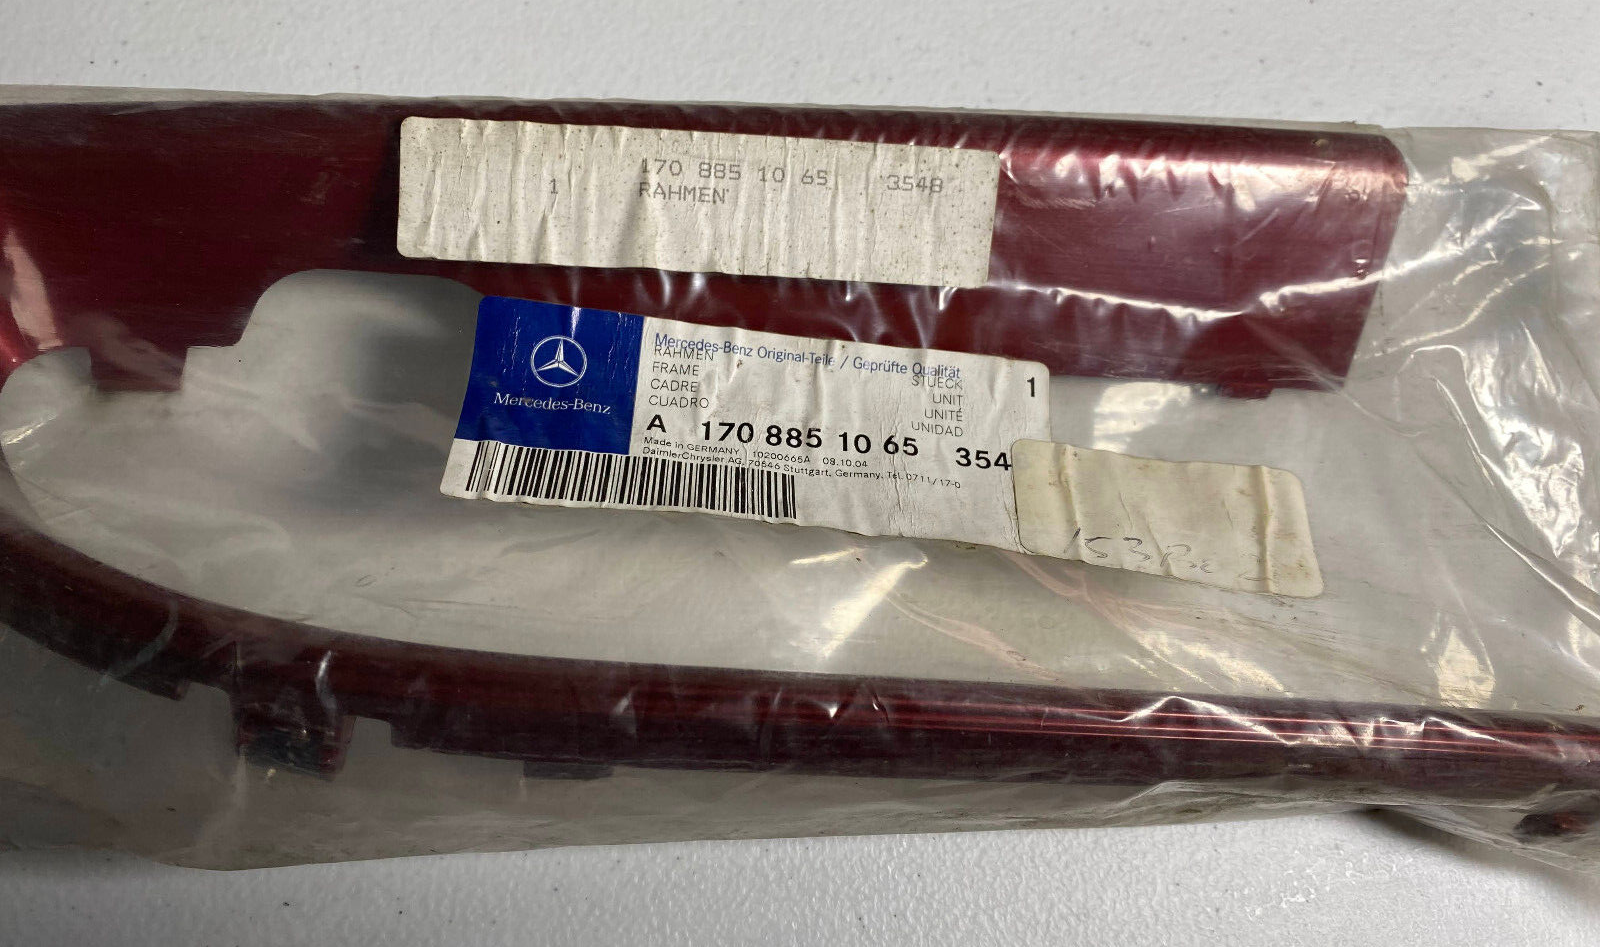 170 885 10 65 3548
1 RAHMEN
Mercedes-Benz
Mercedes-Benz Original-Teile / Geprüfte Qualität
RAHMEN STUECK 1
FRAME UNIT
CADRE UNITÉ
CUADRO UNIDAD
A 170 885 10 65 354
Made in GERMANY 10200665A 08.10.04
DaimlerChrysler AG, 70546 Stuttgart, Germany, Tel. 0711/17-0